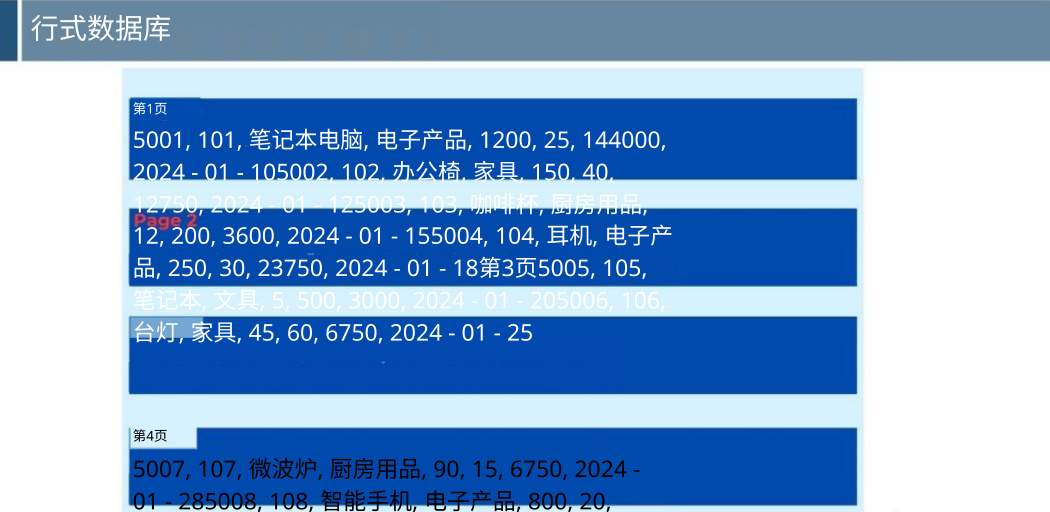 行式数据库
第1页
5001, 101, 笔记本电脑, 电子产品, 1200, 25, 144000,
2024 - 01 - 105002, 102, 办公椅, 家具, 150, 40,
12750, 2024 - 01 - 125003, 103, 咖啡杯, 厨房用品,
Page 2
12, 200, 3600, 2024 - 01 - 155004, 104, 耳机, 电子产
品, 250, 30, 23750, 2024 - 01 - 18第3页5005, 105,
笔记本, 文具, 5, 500, 3000, 2024 - 01 - 205006, 106,
台灯, 家具, 45, 60, 6750, 2024 - 01 - 25
第4页
5007, 107, 微波炉, 厨房用品, 90, 15, 6750, 2024 -
01 - 285008, 108, 智能手机, 电子产品, 800, 20,